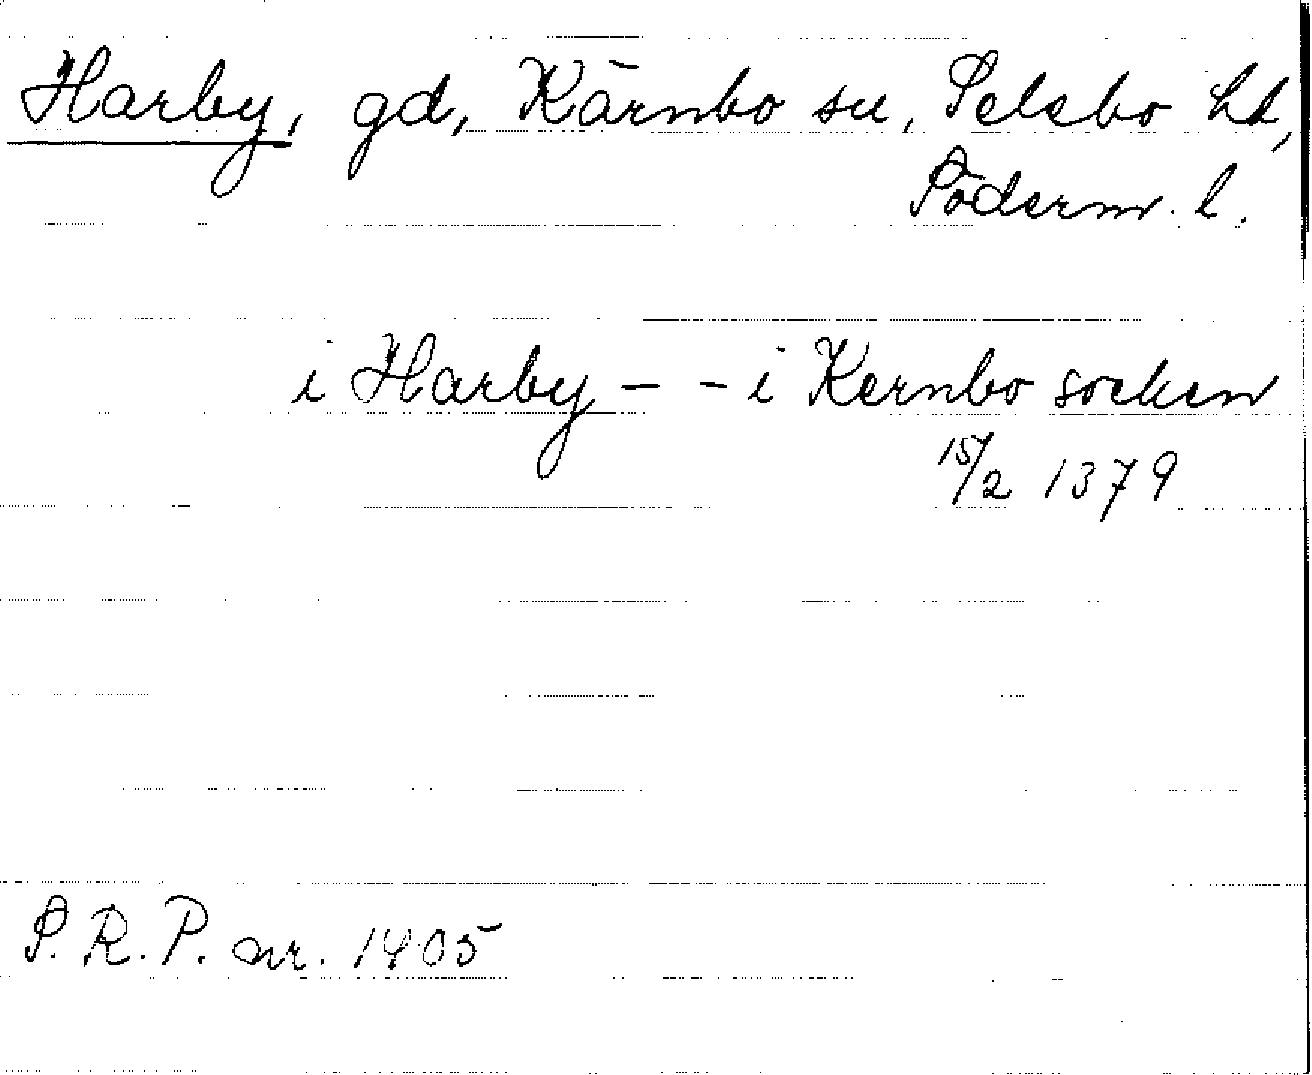 Harby, gd, Kärnbo sn, Selebo hd,
Söderm. l.
i Harby – – i Kernbo socken
15/2 1379
S.R.P. nr. 1405